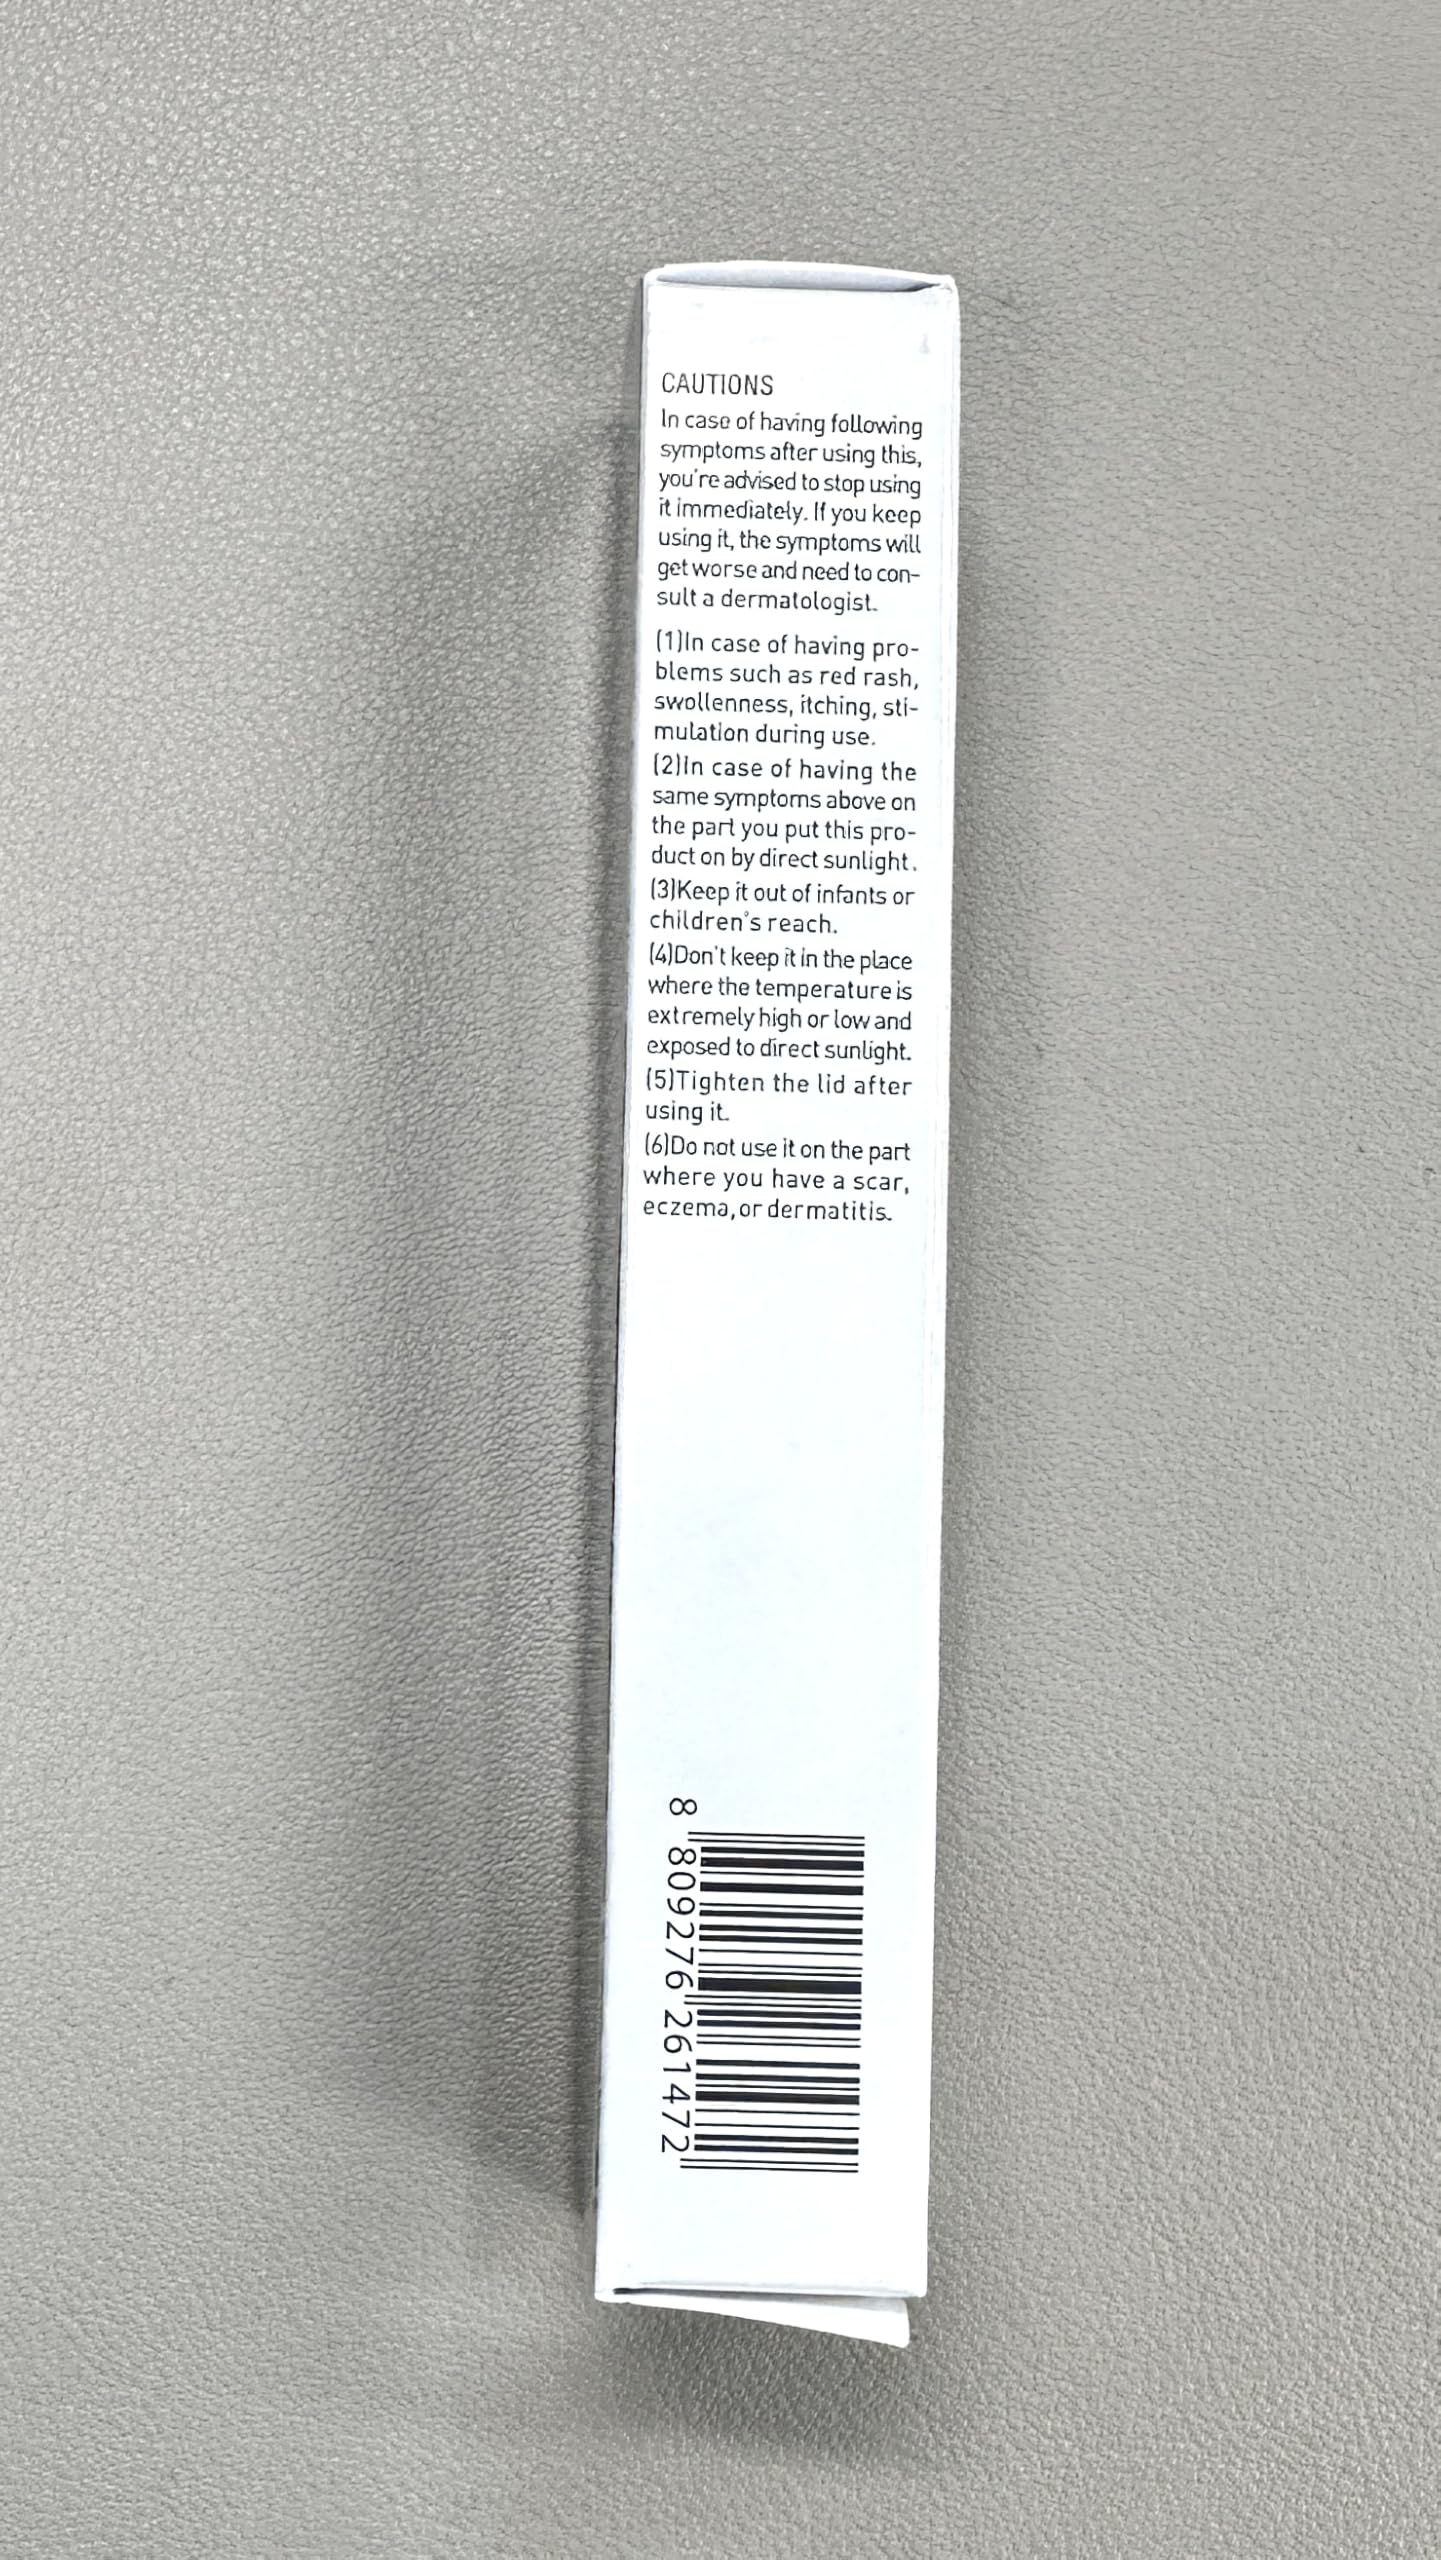 CAUTIONS
In case of having following
symptoms after using this,
you're advised to stop using
it immediately. If you keep
using it, the symptoms will
get worse and need to con-
sult a dermatologist.
(1)In case of having pro-
blems such as red rash,
swollenness, itching, sti-
mulation during use.
(2)In case of having the
same symptoms above on
the part you put this pro-
duct on by direct sunlight.
(3)Keep it out of infants or
children's reach.
(4)Don't keep it in the place
where the temperature is
extremely high or low and
exposed to direct sunlight.
(5)Tighten the lid after
using it.
(6)Do not use it on the part
where you have a scar,
eczema,or dermatitis.
8 809276 261472